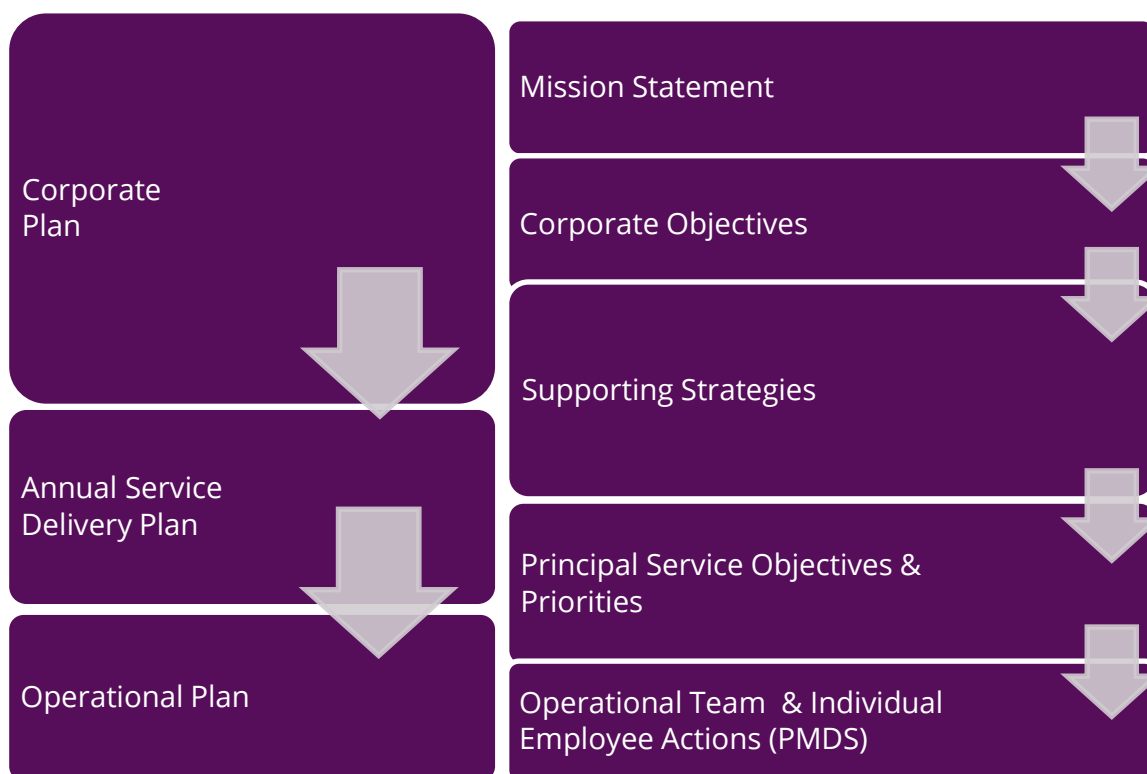 Corporate
Plan
Annual Service
Delivery Plan
Operational Plan
Mission Statement
Corporate Objectives
Supporting Strategies
Principal Service Objectives &
Priorities
Operational Team & Individual
Employee Actions (PMDS)